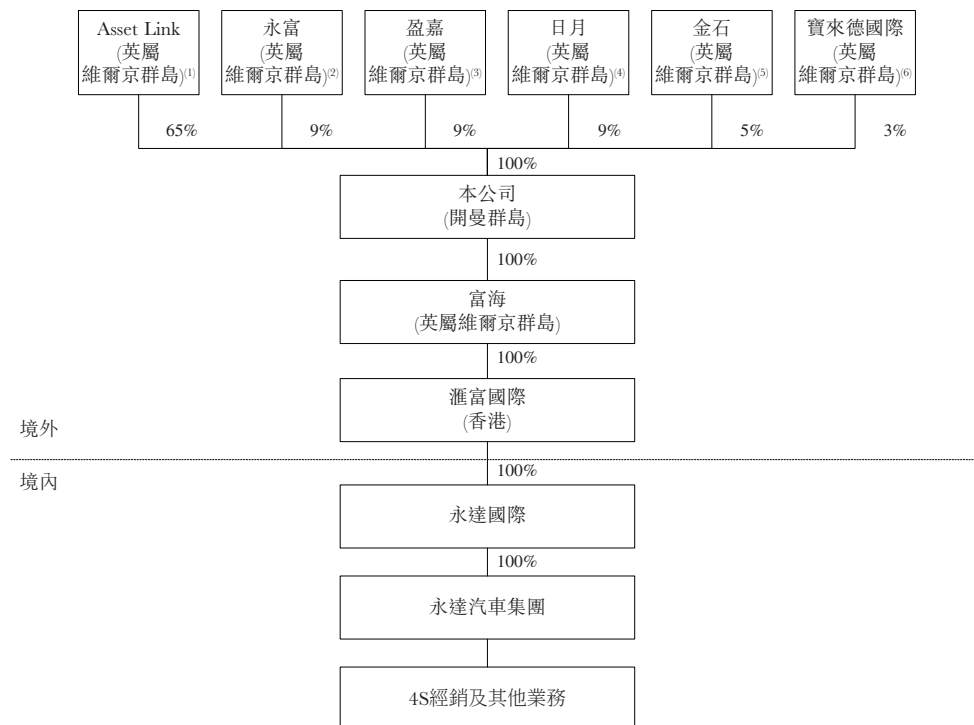 Asset Link
(英屬
維爾京群島)(1)
永富
(英屬
維爾京群島)(2)
盈嘉
(英屬
維爾京群島)(3)
日月
(英屬
維爾京群島)(4)
金石
(英屬
維爾京群島)(5)
寶來德國際
(英屬
維爾京群島)(6)
65%
9%
9%
9%
5%
3%
100%
本公司
(開曼群島)
100%
富海
(英屬維爾京群島)
100%
滙富國際
(香港)
境外
境內
100%
永達國際
100%
永達汽車集團
4S經銷及其他業務